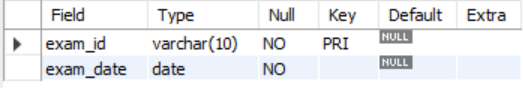 Field Type Null Key Default Extra
exam_id varchar(10) NO PRI NULL
exam_date date NO NULL